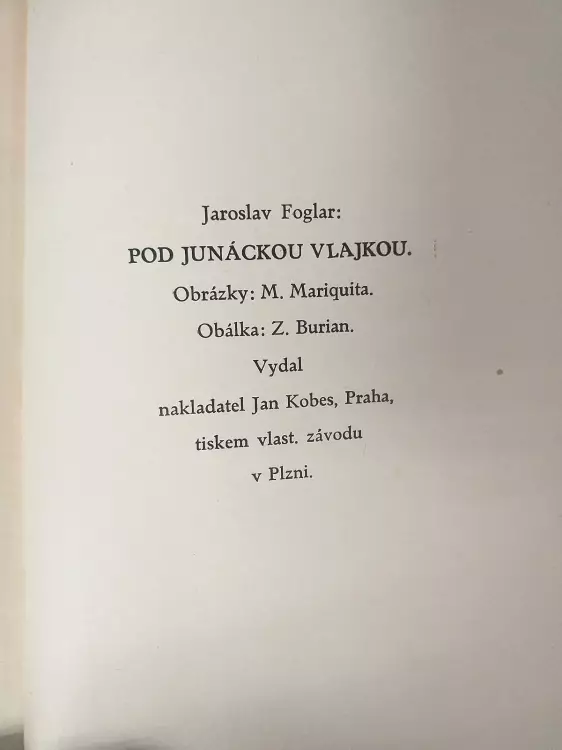 Jaroslav Foglar:
POD JUNÁCKOU VLAJKOU.
Obrázky: M. Mariquita.
Obálka: Z. Burian.
Vydal
nakladatel Jan Kobes, Praha,
tiskem vlast. závodu
v Plzni.